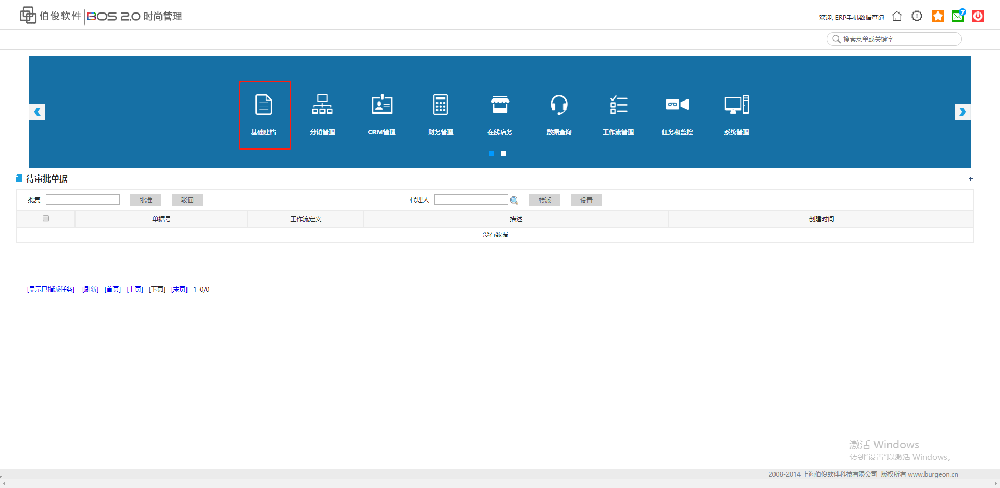 伯俊软件 BOS 2.0 时尚管理
欢迎, ERP手机数据查询
7
搜索菜单或关键字
基础建档 分销管理 CRM管理 财务管理 在线店务 数据查询 工作流管理 任务和监控 系统管理
待审批单据
批复 批准 驳回 代理人 转派 设置
单据号 工作流定义 描述 创建时间
没有数据
[显示已指派任务] [刷新] [首页] [上页] [下页] [末页] 1-0/0
激活 Windows
转到“设置”以激活 Windows。
2008-2014 上海伯俊软件科技有限公司 版权所有 www.burgeon.cn